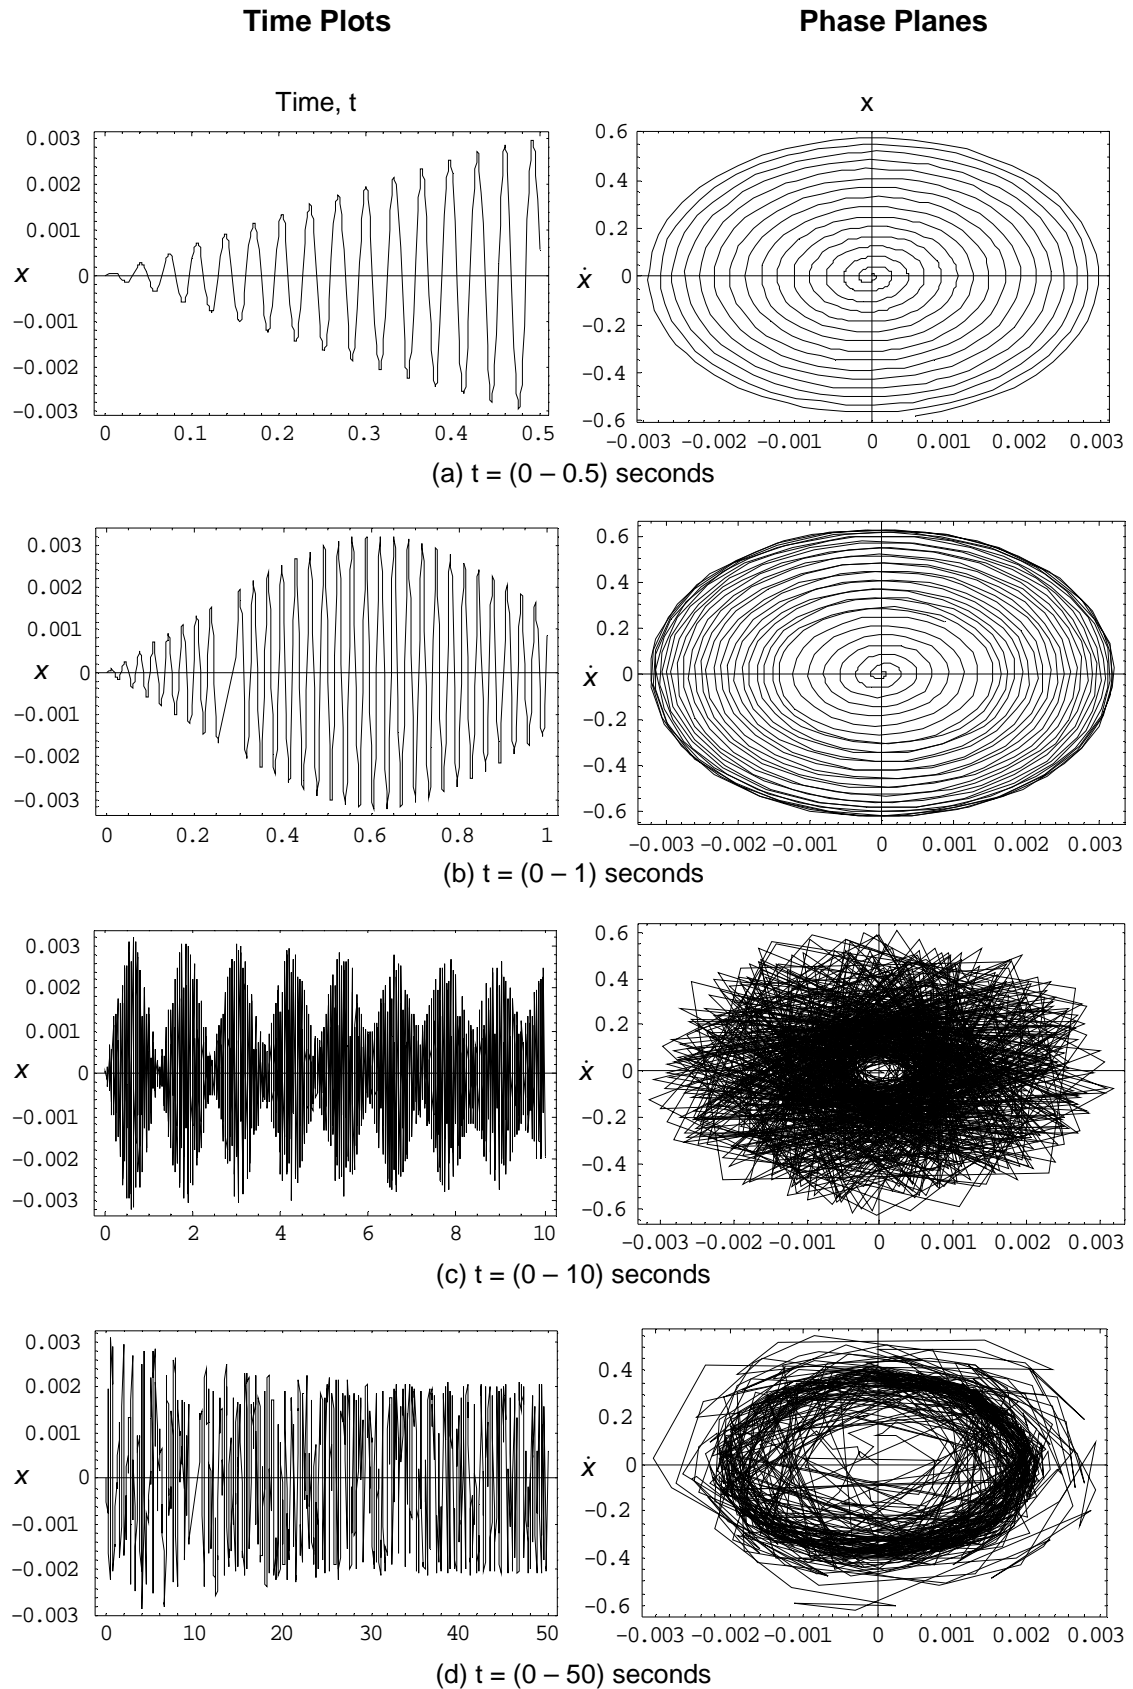 Time Plots Phase Planes
Time, t x
0.003 0.6
0.002 0.4
0.001 0.2
x 0 ẋ 0
-0.001 -0.2
-0.002 -0.4
-0.003 -0.6
0 0.1 0.2 0.3 0.4 0.5 -0.003 -0.002 -0.001 0 0.001 0.002 0.003
(a) t = (0 – 0.5) seconds
0.003 0.6
0.002 0.4
0.001 0.2
x 0 ẋ 0
-0.001 -0.2
-0.002 -0.4
-0.003 -0.6
0 0.2 0.4 0.6 0.8 1 -0.003 -0.002 -0.001 0 0.001 0.002 0.003
(b) t = (0 – 1) seconds
0.003 0.6
0.002 0.4
0.001 0.2
x 0 ẋ 0
-0.001 -0.2
-0.002 -0.4
-0.003 -0.6
0 2 4 6 8 10 -0.003 -0.002 -0.001 0 0.001 0.002 0.003
(c) t = (0 – 10) seconds
0.003 0.4
0.002 0.2
0.001
x 0 ẋ 0
-0.001 -0.2
-0.002 -0.4
-0.003 -0.6
0 10 20 30 40 50 -0.003 -0.002 -0.001 0 0.001 0.002 0.003
(d) t = (0 – 50) seconds